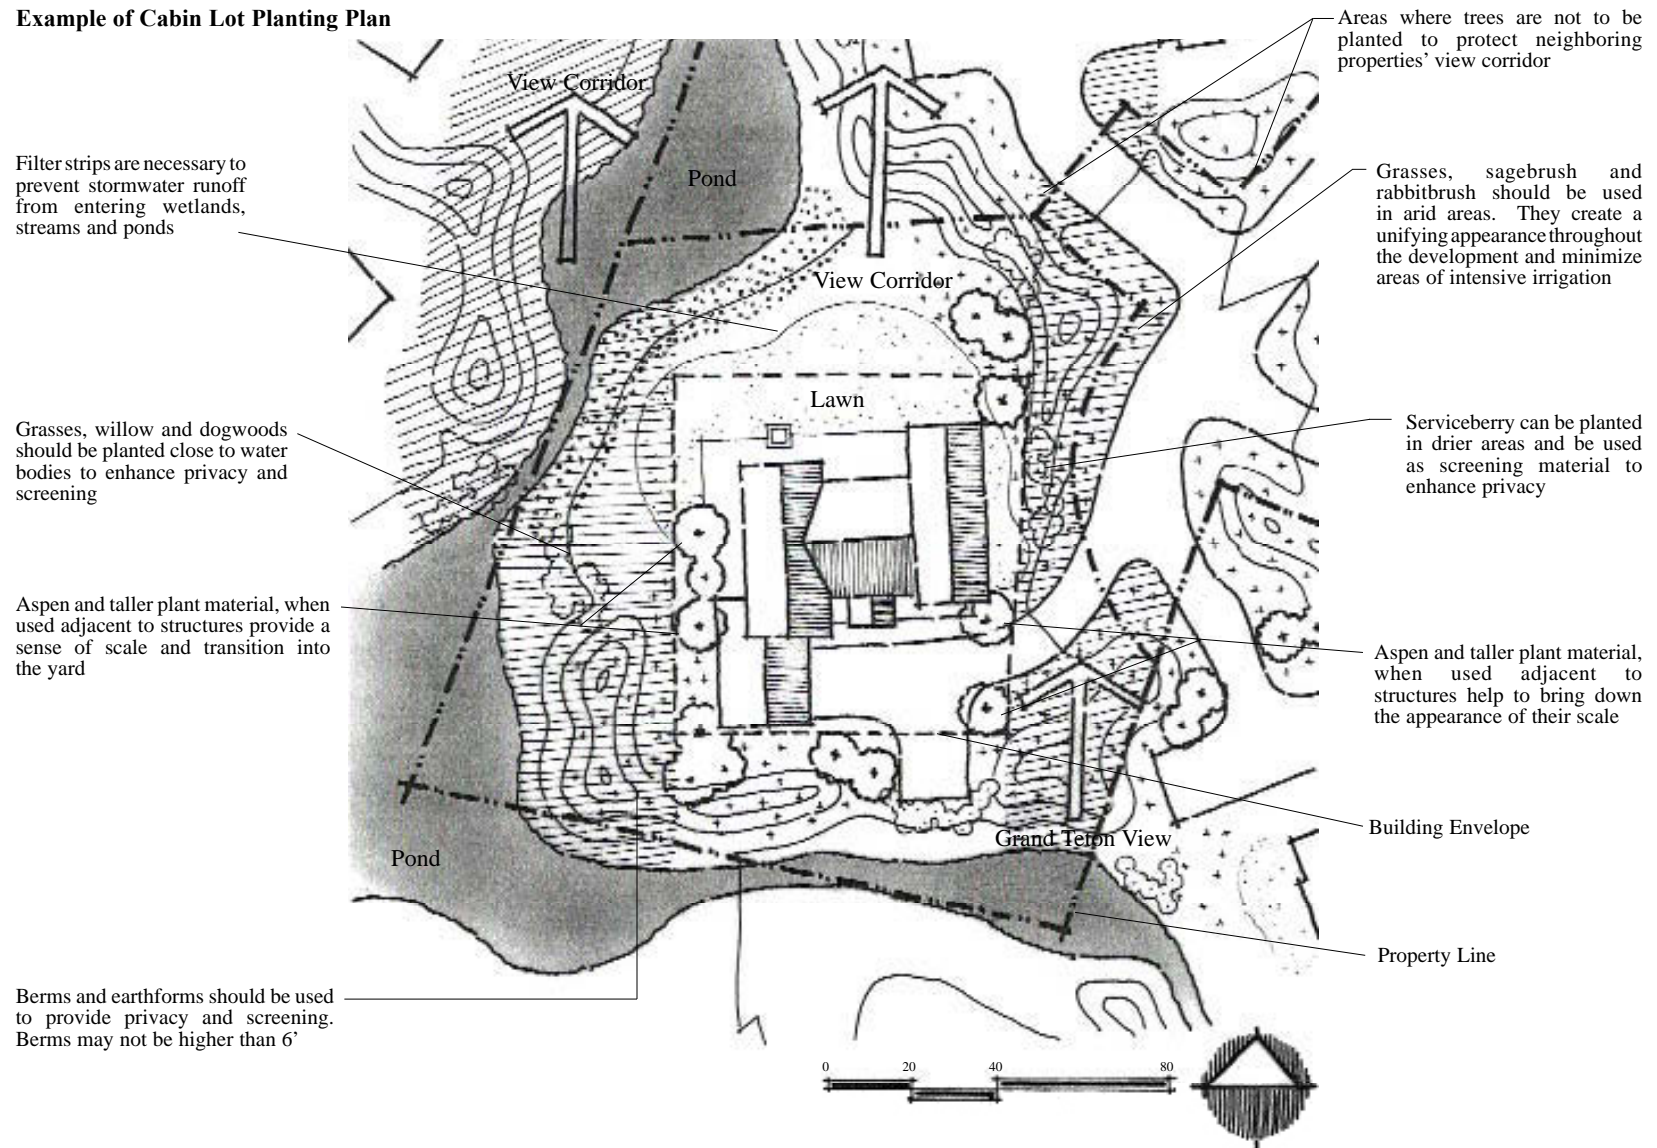 Example of Cabin Lot Planting Plan
Areas where trees are not to be
planted to protect neighboring
properties’ view corridor
View Corridor
Filter strips are necessary to
prevent stormwater runoff
from entering wetlands,
streams and ponds
Pond
Grasses, sagebrush and
rabbitbrush should be used
in arid areas. They create a
unifying appearance throughout
the development and minimize
areas of intensive irrigation
View Corridor
Lawn
Grasses, willow and dogwoods
should be planted close to water
bodies to enhance privacy and
screening
Serviceberry can be planted
in drier areas and be used
as screening material to
enhance privacy
Aspen and taller plant material, when
used adjacent to structures provide a
sense of scale and transition into
the yard
Aspen and taller plant material,
when used adjacent to
structures help to bring down
the appearance of their scale
Building Envelope
Grand Teton View
Pond
Property Line
Berms and earthforms should be used
to provide privacy and screening.
Berms may not be higher than 6’
0 20 40 80